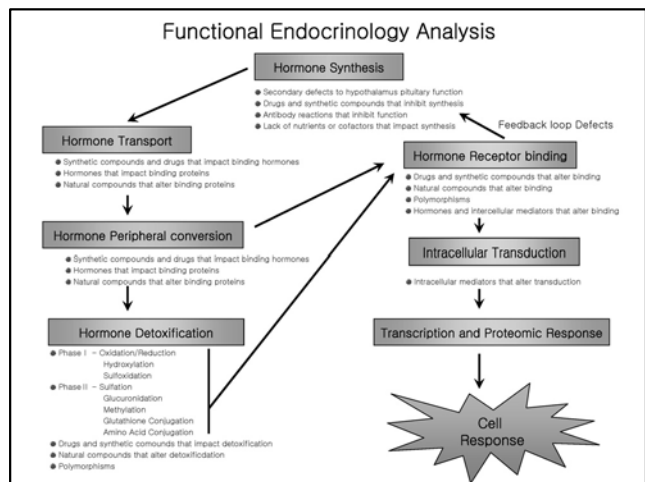 Functional Endocrinology Analysis
Hormone Synthesis
● Secondary defects to hypothalamus pituitary function
● Drugs and synthetic compounds that inhibit synthesis
● Antibody reactions that inhibit function
● Lack of nutrients or cofactors that impact synthesis
Feedback loop Defects
Hormone Transport
● Synthetic compounds and drugs that impact binding hormones
● Hormones that impact binding proteins
● Natural compounds that alter binding proteins
Hormone Peripheral conversion
● Synthetic compounds and drugs that impact binding hormones
● Hormones that impact binding proteins
● Natural compounds that alter binding proteins
Hormone Detoxification
● Phase I - Oxidation/Reduction
Hydroxylation
Sulfoxidation
● Phase II - Sulfation
Glucuronidation
Methylation
Glutathione Conjugation
Amino Acid Conjugation
● Drugs and synthetic comounds that impact detoxification
● Natural compounds that alter detoxificdation
● Polymorphisms
Hormone Receptor binding
● Drugs and synthetic compounds that alter binding
● Natural compounds that alter binding
● Polymorphisms
● Hormones and intercellular mediators that alter binding
Intracellular Transduction
● Intracellular mediators that alter transduction
Transcription and Proteomic Response
Cell
Response